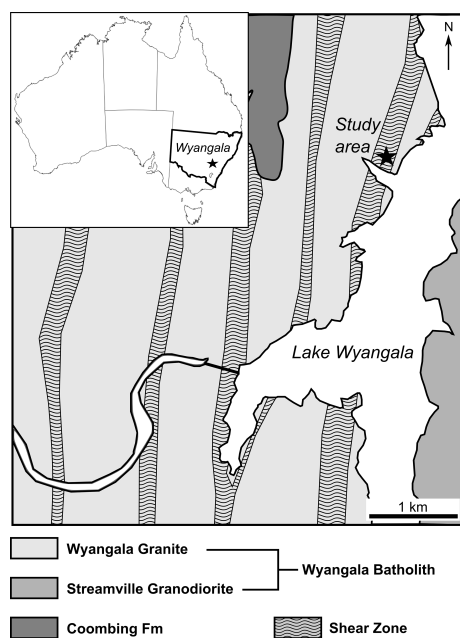 N
Wyangala
Study
area
Lake Wyangala
1 km
Wyangala Granite
Wyangala Batholith
Streamville Granodiorite
Coombing Fm
Shear Zone